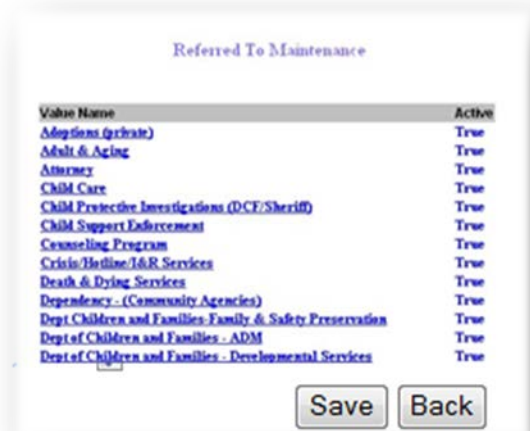 Referred To Maintenance
Value Name Active
Adoptions (private) True
Adult & Aging True
Attorney True
Child Care True
Child Protective Investigations (DCF/Sheriff) True
Child Support Enforcement True
Counseling Program True
Crisis/Hotline/I&R Services True
Death & Dying Services True
Dependency - (Community Agencies) True
Dept Children and Families-Family & Safety Preservation True
Dept of Children and Families - ADM True
Dept of Children and Families - Developmental Services True
Save Back